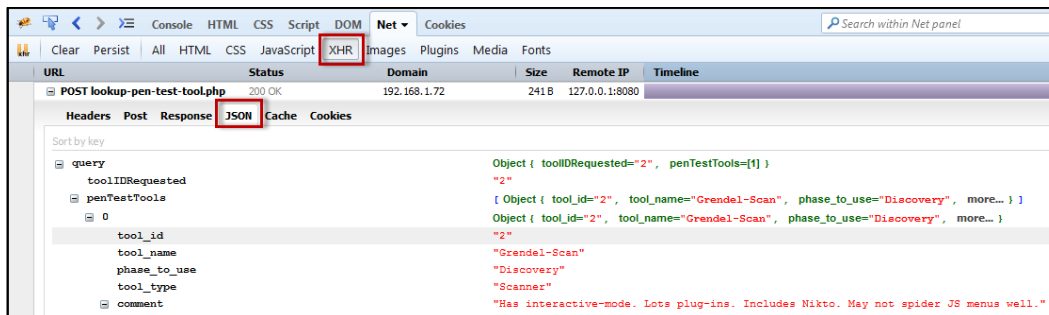 Console HTML CSS Script DOM Net Cookies Search within Net panel
xhr Clear Persist All HTML CSS JavaScript XHR Images Plugins Media Fonts
URL Status Domain Size Remote IP Timeline
POST lookup-pen-test-tool.php 200 OK 192.168.1.72 241 B 127.0.0.1:8080
Headers Post Response JSON Cache Cookies
Sort by key
query Object { toolIDRequested="2", penTestTools=[1] }
toolIDRequested "2"
penTestTools [ Object { tool_id="2", tool_name="Grendel-Scan", phase_to_use="Discovery", more... } ]
0 Object { tool_id="2", tool_name="Grendel-Scan", phase_to_use="Discovery", more... }
tool_id "2"
tool_name "Grendel-Scan"
phase_to_use "Discovery"
tool_type "Scanner"
comment "Has interactive-mode. Lots plug-ins. Includes Nikto. May not spider JS menus well."